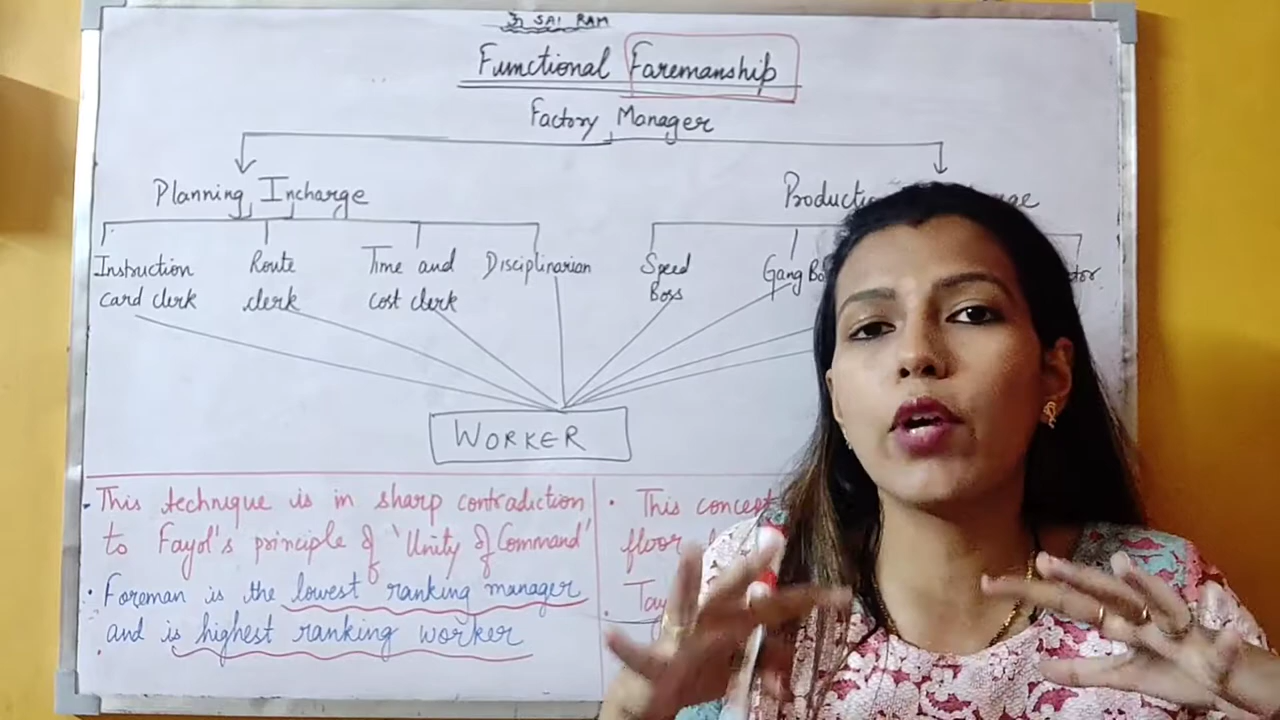 ॐ SAI RAM
Functional Foremanship
Factory Manager
Planning Incharge
Instruction card clerk
Route clerk
Time and cost clerk
Disciplinarian
Speed Boss
Gang
WORKER
• This technique is in sharp contradiction
to Fayol's principle of 'Unity of Command'
• Foreman is the lowest ranking manager
and is highest ranking worker
• This concept
floor